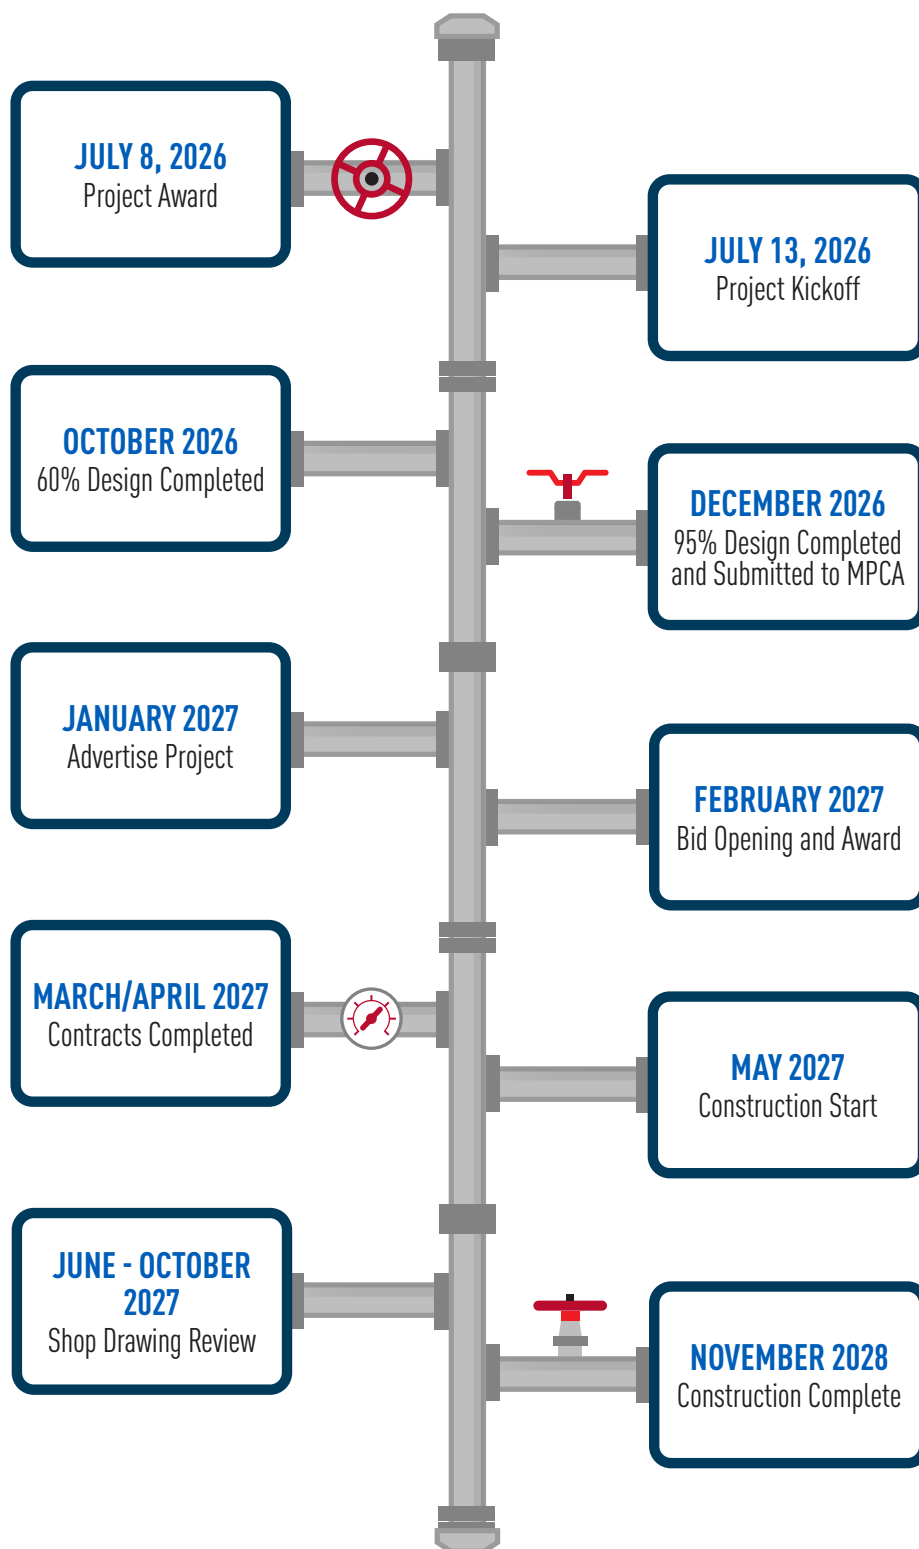 JULY 8, 2026
Project Award
JULY 13, 2026
Project Kickoff
OCTOBER 2026
60% Design Completed
DECEMBER 2026
95% Design Completed
and Submitted to MPCA
JANUARY 2027
Advertise Project
FEBRUARY 2027
Bid Opening and Award
MARCH/APRIL 2027
Contracts Completed
MAY 2027
Construction Start
JUNE - OCTOBER
2027
Shop Drawing Review
NOVEMBER 2028
Construction Complete